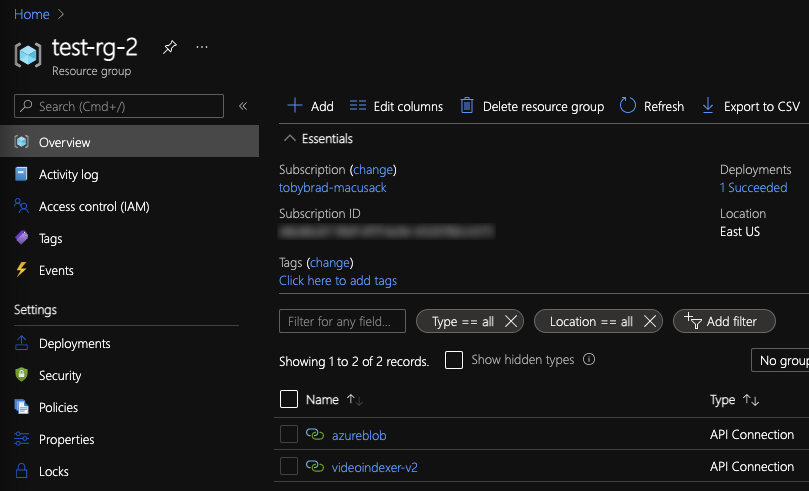 Home >
test-rg-2
Resource group
Search (Cmd+/)
Overview
Activity log
Access control (IAM)
Tags
Events
Settings
Deployments
Security
Policies
Properties
Locks
Add Edit columns Delete resource group Refresh Export to CSV
Essentials
Subscription (change)
tobybrad-macusack
Subscription ID
Tags (change)
Click here to add tags
Deployments
1 Succeeded
Location
East US
Filter for any field... Type == all Location == all Add filter
Showing 1 to 2 of 2 records. Show hidden types No group
Name ↑↓ Type ↑↓
azureblob API Connection
videoindexer-v2 API Connection